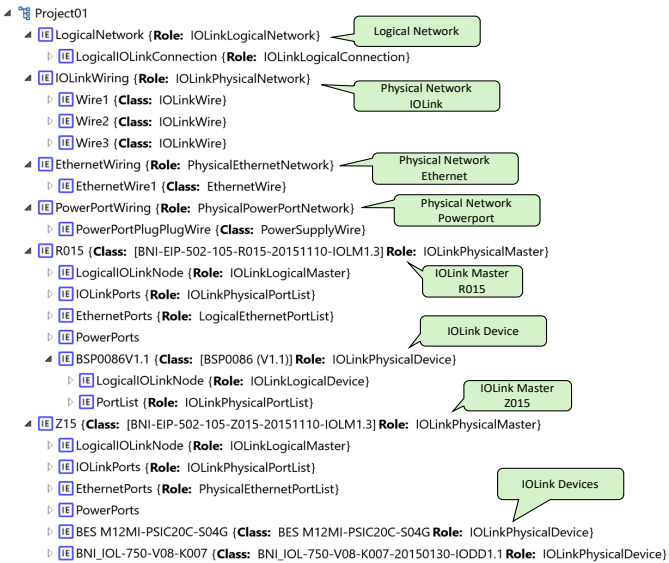 Project01
IE LogicalNetwork {Role: IOLinkLogicalNetwork}
Logical Network
IE LogicalIOLinkConnection {Role: IOLinkLogicalConnection}
IE IOLinkWiring {Role: IOLinkPhysicalNetwork}
Physical Network
IOLink
IE Wire1 {Class: IOLinkWire}
IE Wire2 {Class: IOLinkWire}
IE Wire3 {Class: IOLinkWire}
IE EthernetWiring {Role: PhysicalEthernetNetwork}
Physical Network
Ethernet
IE EthernetWire1 {Class: EthernetWire}
IE PowerPortWiring {Role: PhysicalPowerPortNetwork}
Physical Network
Powerport
IE PowerPortPlugPlugWire {Class: PowerSupplyWire}
IE R015 {Class: [BNI-EIP-502-105-R015-20151110-IOLM1.3] Role: IOLinkPhysicalMaster}
IE LogicalIOLinkNode {Role: IOLinkLogicalMaster}
IOLink Master
R015
IE IOLinkPorts {Role: IOLinkPhysicalPortList}
IE EthernetPorts {Role: LogicalEthernetPortList}
IE PowerPorts
IOLink Device
IE BSP0086V1.1 {Class: [BSP0086 (V1.1)] Role: IOLinkPhysicalDevice}
IE LogicalIOLinkNode {Role: IOLinkLogicalDevice}
IE PortList {Role: IOLinkPhysicalPortList}
IOLink Master
Z015
IE Z15 {Class: [BNI-EIP-502-105-Z015-20151110-IOLM1.3] Role: IOLinkPhysicalMaster}
IE LogicalIOLinkNode {Role: IOLinkLogicalMaster}
IE IOLinkPorts {Role: IOLinkPhysicalPortList}
IE EthernetPorts {Role: PhysicalEthernetPortList}
IOLink Devices
IE PowerPorts
IE BES M12MI-PSIC20C-S04G {Class: BES M12MI-PSIC20C-S04G Role: IOLinkPhysicalDevice}
IE BNI_IOL-750-V08-K007 {Class: BNI_IOL-750-V08-K007-20150130-IODD1.1 Role: IOLinkPhysicalDevice}